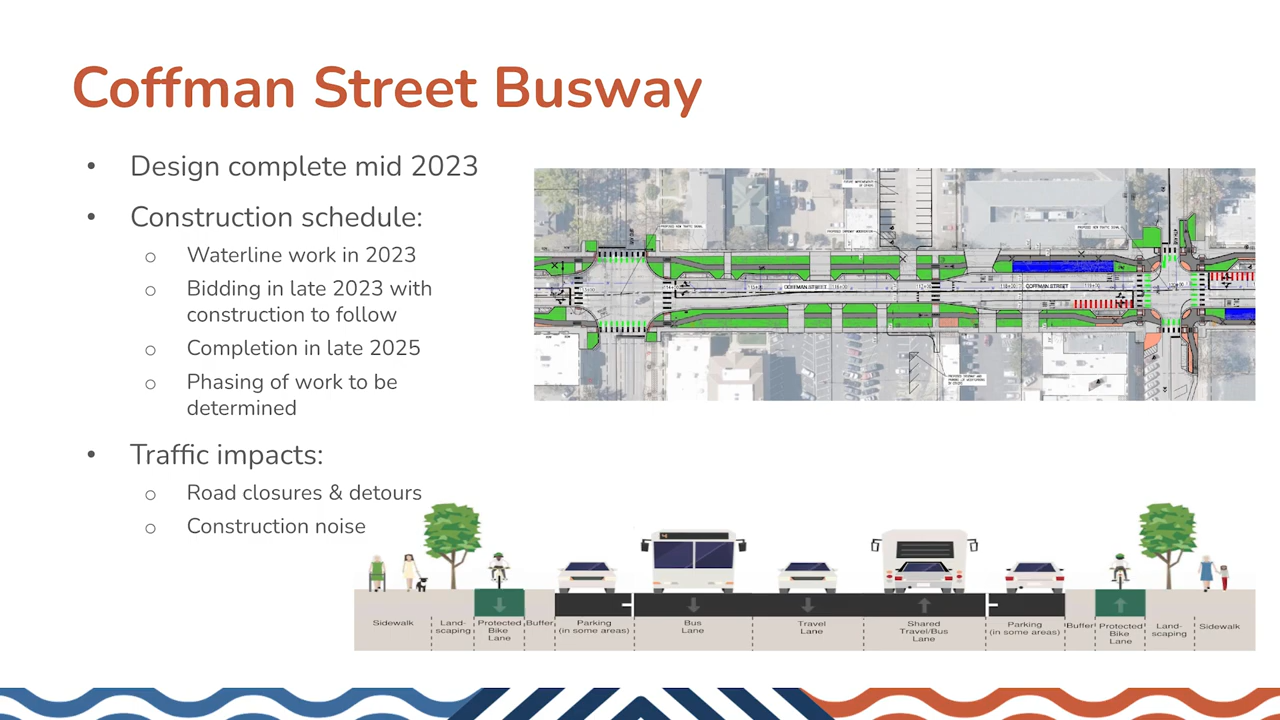 Coffman Street Busway
• Design complete mid 2023
• Construction schedule:
o Waterline work in 2023
o Bidding in late 2023 with
construction to follow
o Completion in late 2025
o Phasing of work to be
determined
• Traffic impacts:
o Road closures & detours
o Construction noise
COFFMAN STREET
COFFMAN STREET
Sidewalk
Land-
scaping
Protected
Bike
Lane
Buffer
Parking
(in some areas)
Bus
Lane
Travel
Lane
Shared
Travel/Bus
Lane
Parking
(in some areas)
Buffer
Protected
Bike
Lane
Land-
scaping
Sidewalk